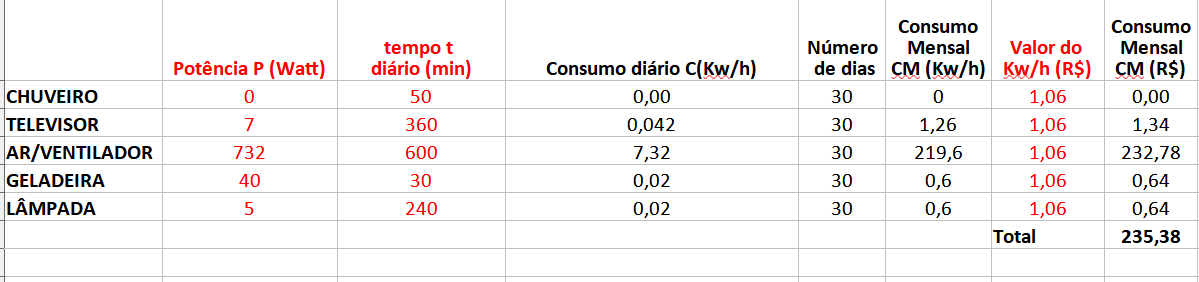 Potência P (Watt) tempo t diário (min) Consumo diário C(Kw/h) Número de dias Consumo Mensal CM (Kw/h) Valor do Kw/h (R$) Consumo Mensal CM (R$)
CHUVEIRO 0 50 0,00 30 0 1,06 0,00
TELEVISOR 7 360 0,042 30 1,26 1,06 1,34
AR/VENTILADOR 732 600 7,32 30 219,6 1,06 232,78
GELADEIRA 40 30 0,02 30 0,6 1,06 0,64
LÂMPADA 5 240 0,02 30 0,6 1,06 0,64
Total 235,38